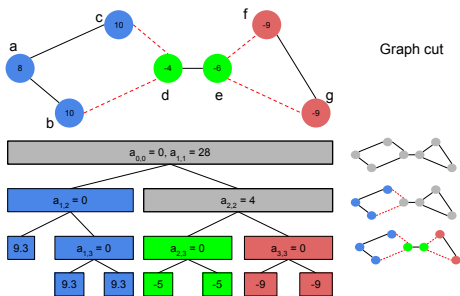 c
10
f
-9
Graph cut
a
8
-4
-6
d
e
b
10
g
-9
a0,0 = 0, a1,1 = 28
a1,2 = 0
a2,2 = 4
9.3
a1,3 = 0
a2,3 = 0
a3,3 = 0
9.3
9.3
-5
-5
-9
-9